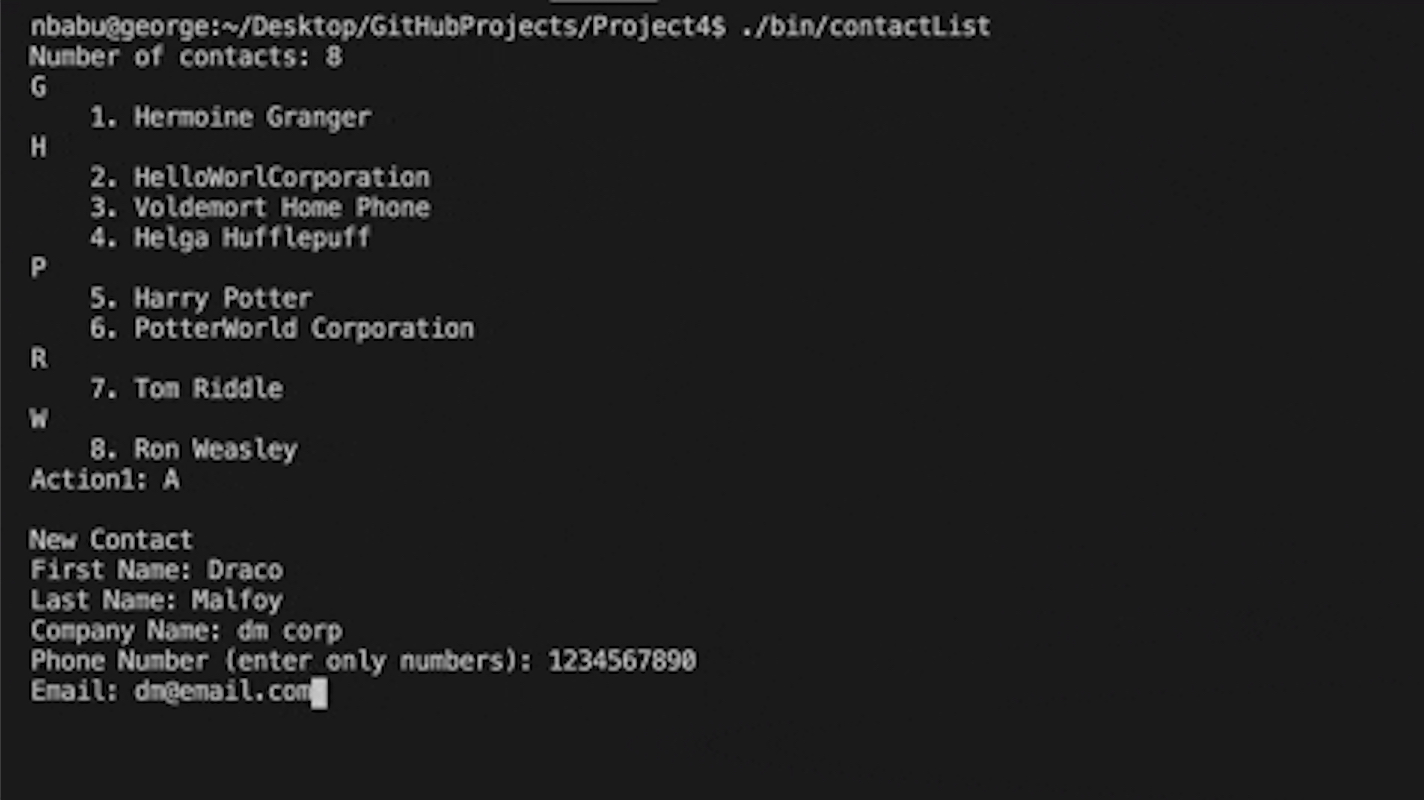 nbabu@george:~/Desktop/GitHubProjects/Project4$ ./bin/contactList
Number of contacts: 8
G
    1. Hermoine Granger
H
    2. HelloWorlCorporation
    3. Voldemort Home Phone
    4. Helga Hufflepuff
P
    5. Harry Potter
    6. PotterWorld Corporation
R
    7. Tom Riddle
W
    8. Ron Weasley
Action1: A

New Contact
First Name: Draco
Last Name: Malfoy
Company Name: dm corp
Phone Number (enter only numbers): 1234567890
Email: dm@email.com